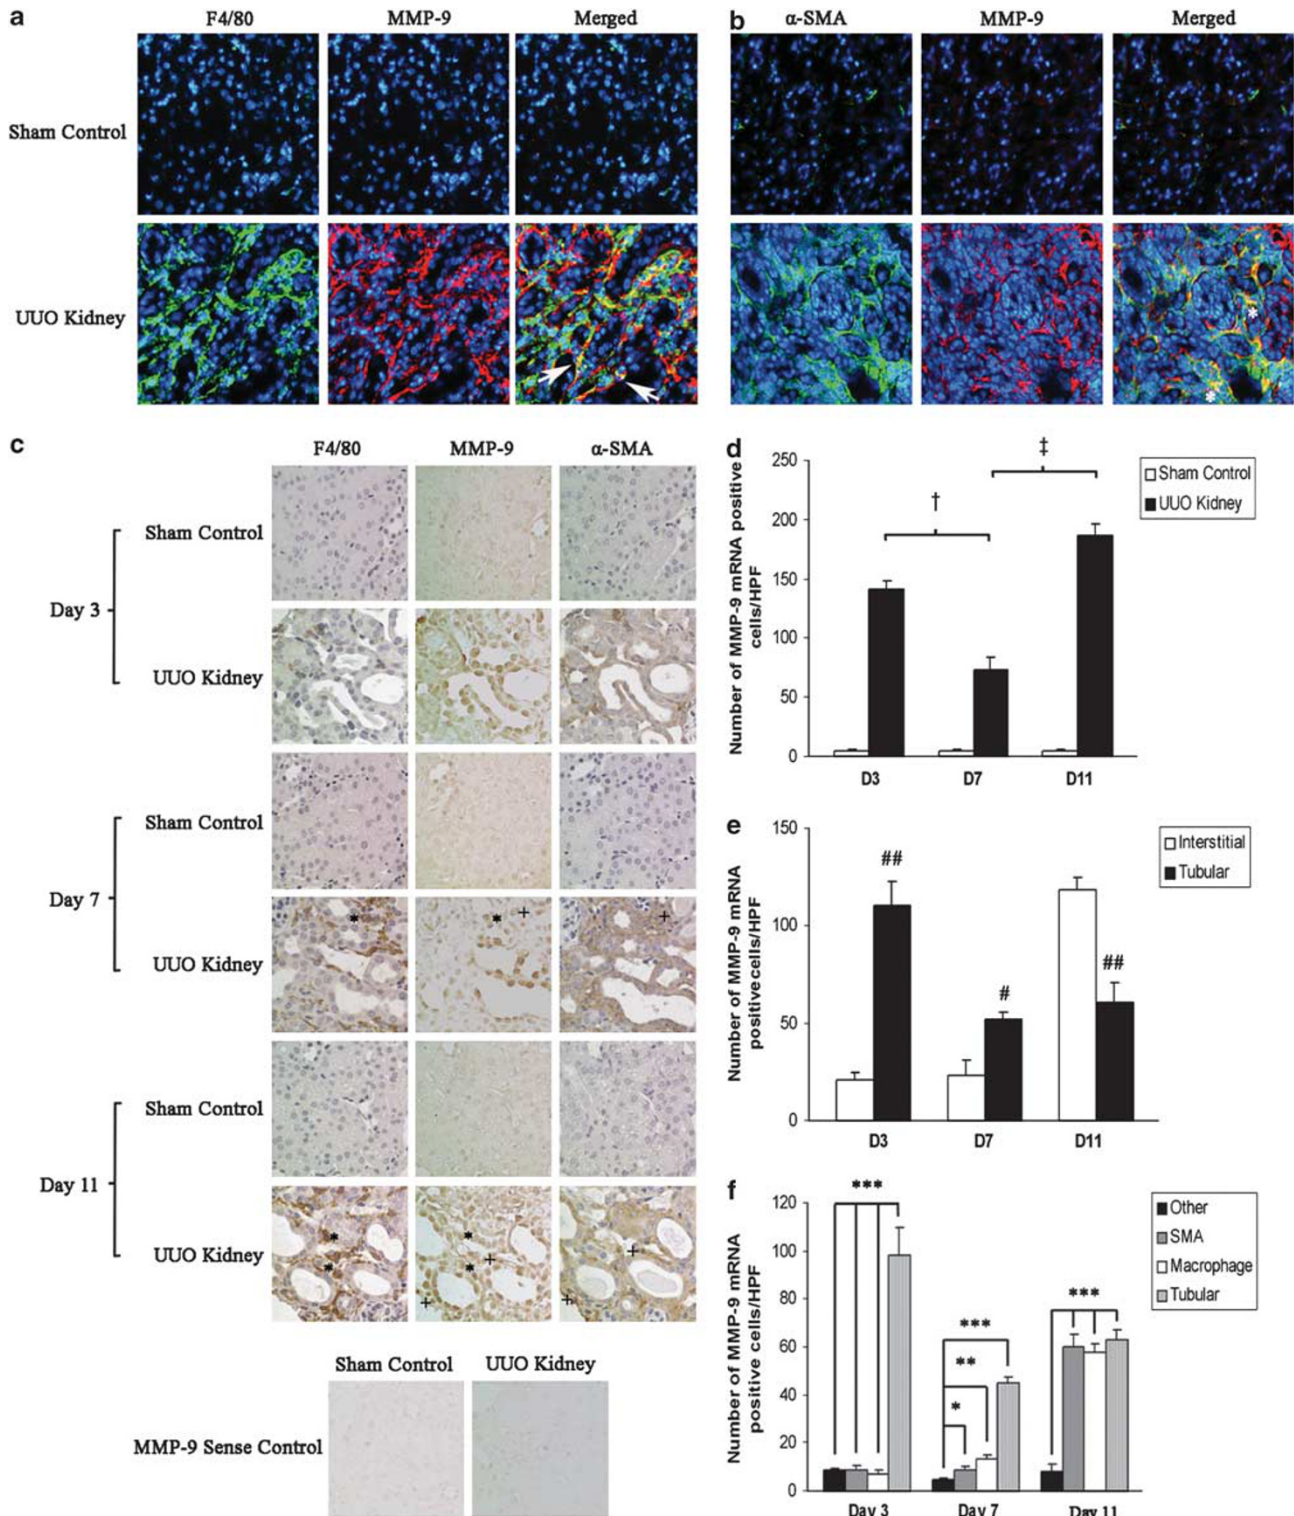 a
F4/80
MMP-9
Merged
Sham Control
UUO Kidney
b
α-SMA
MMP-9
Merged
*
*
c
F4/80
MMP-9
α-SMA
Day 3
Sham Control
UUO Kidney
Day 7
Sham Control
UUO Kidney
*
*
+
+
Day 11
Sham Control
UUO Kidney
*
*
*
*
+
+
+
+
Sham Control
UUO Kidney
MMP-9 Sense Control
d
Number of MMP-9 mRNA positive
cells/HPF
250
200
150
100
50
0
†
‡
Sham Control
UUO Kidney
D3
D7
D11
e
Number of MMP-9 mRNA
positivecells/HPF
150
100
50
0
##
#
##
Interstitial
Tubular
D3
D7
D11
f
Number of MMP-9 mRNA
positive cells/HPF
120
100
80
60
40
20
0
***
***
**
*
***
Other
SMA
Macrophage
Tubular
Day 3
Day 7
Day 11